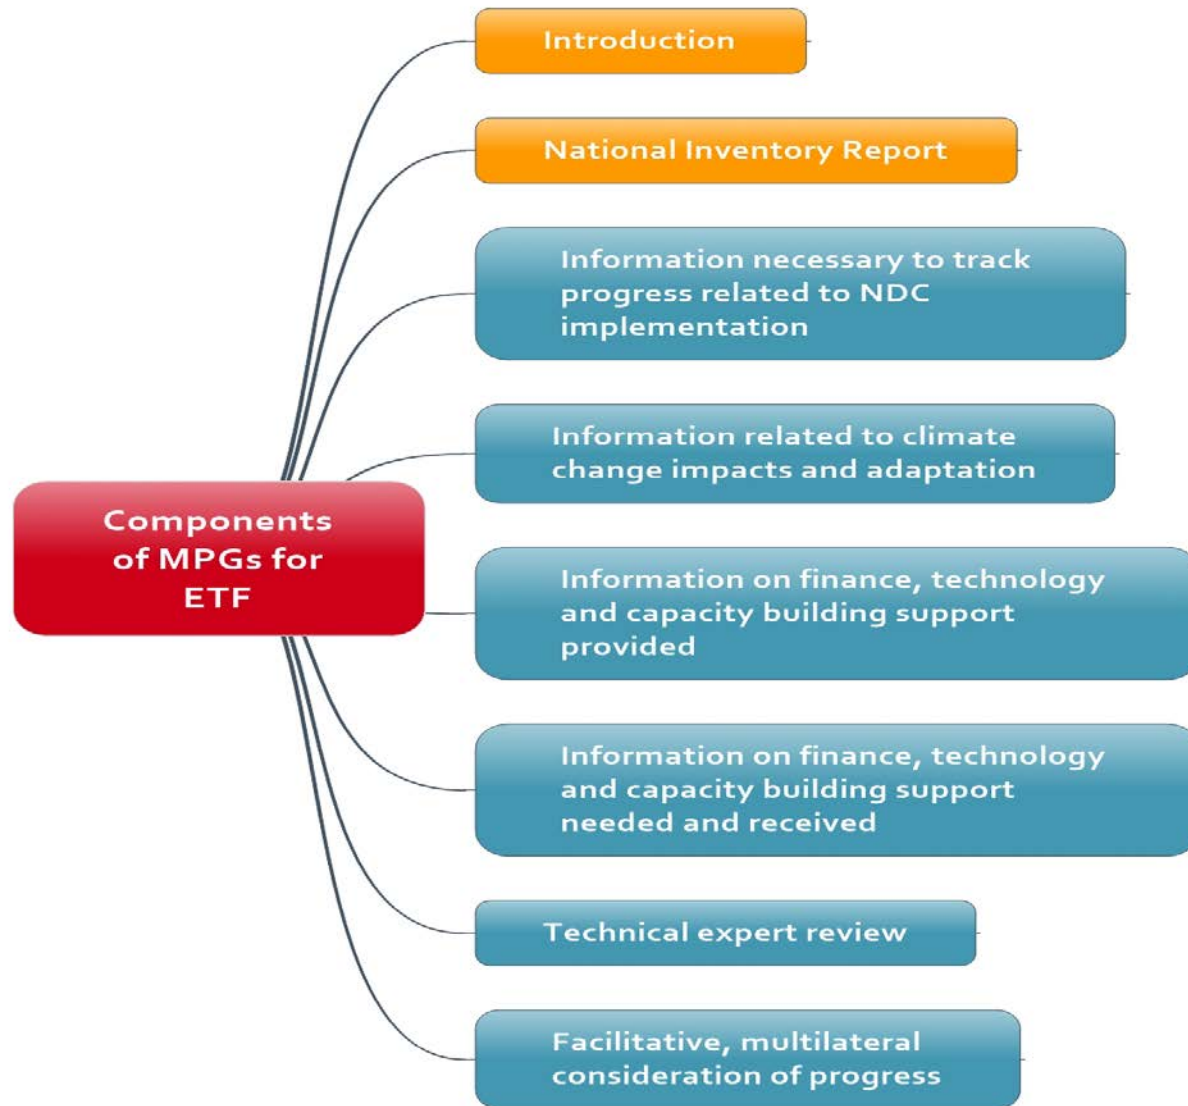 Introduction
National Inventory Report
Information necessary to track
progress related to NDC
implementation
Information related to climate
change impacts and adaptation
Components
of MPGs for
ETF
Information on finance, technology
and capacity building support
provided
Information on finance, technology
and capacity building support
needed and received
Technical expert review
Facilitative, multilateral
consideration of progress